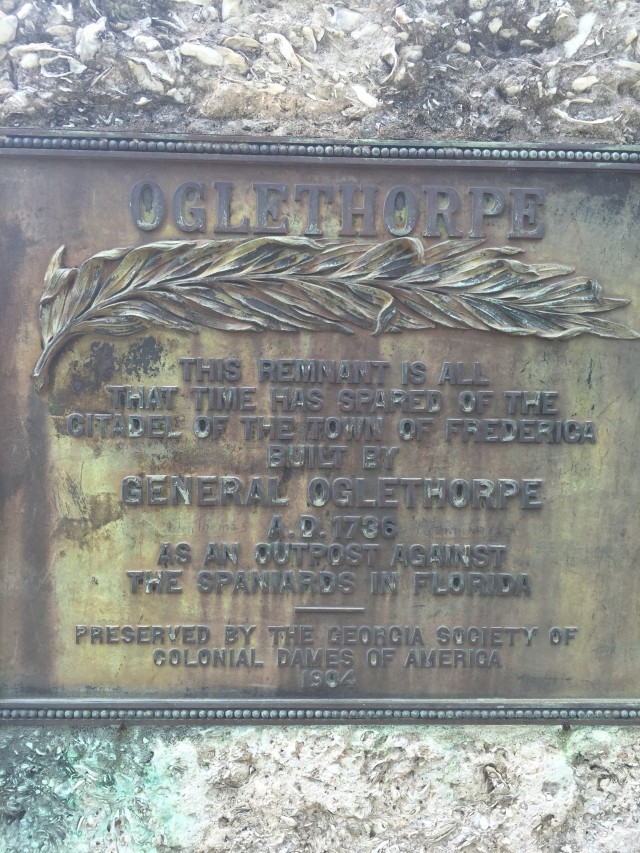 OGLETHORPE
THIS REMNANT IS ALL
THAT TIME HAS SPARED OF THE
CITADEL OF THE TOWN OF FREDERICA
BUILT BY
GENERAL OGLETHORPE
A.D. 1736
AS AN OUTPOST AGAINST
THE SPANIARDS IN FLORIDA
PRESERVED BY THE GEORGIA SOCIETY OF
COLONIAL DAMES OF AMERICA
1904